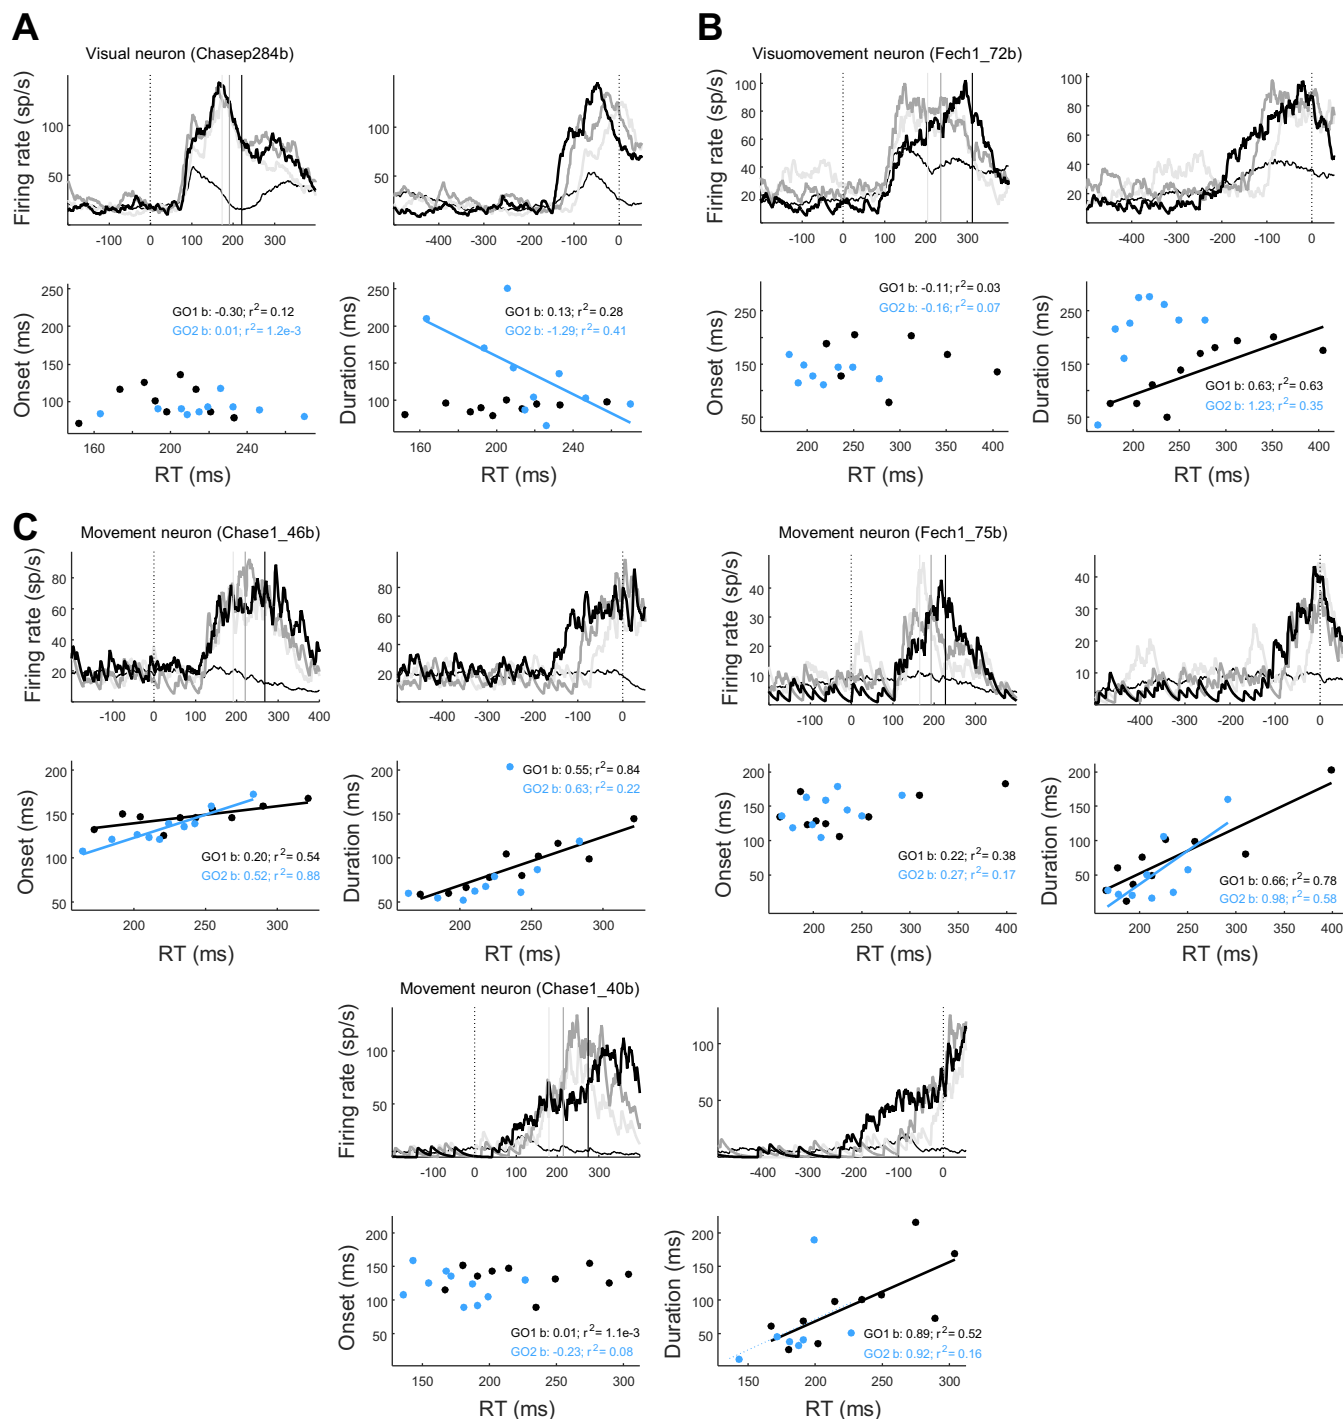 A
Visual neuron (Chasep284b)
Firing rate (sp/s)
100
50
-100 0 100 200 300
100
50
-400 -300 -200 -100 0
Onset (ms)
250
200
150
100
50
GO1 b: -0.30; r2= 0.12
GO2 b: 0.01; r2= 1.2e-3
160 200 240
RT (ms)
Duration (ms)
250
200
150
100
50
GO1 b: 0.13; r2= 0.28
GO2 b: -1.29; r2= 0.41
160 200 240
RT (ms)
B
Visuomovement neuron (Fech1_72b)
Firing rate (sp/s)
100
80
60
40
20
-100 0 100 200 300
100
80
60
40
20
-400 -300 -200 -100 0
Onset (ms)
250
150
50
GO1 b: -0.11; r2= 0.03
GO2 b: -0.16; r2= 0.07
200 250 300 350 400
RT (ms)
Duration (ms)
250
150
50
GO1 b: 0.63; r2= 0.63
GO2 b: 1.23; r2= 0.35
200 250 300 350 400
RT (ms)
C
Movement neuron (Chase1_46b)
Firing rate (sp/s)
80
60
40
20
-100 0 100 200 300 400
80
60
40
20
-400 -300 -200 -100 0
Onset (ms)
200
150
100
50
GO1 b: 0.20; r2= 0.54
GO2 b: 0.52; r2= 0.88
200 250 300
RT (ms)
Duration (ms)
200
150
100
50
GO1 b: 0.55; r2= 0.84
GO2 b: 0.63; r2= 0.22
200 250 300
RT (ms)
Movement neuron (Fech1_75b)
Firing rate (sp/s)
40
30
20
10
-100 0 100 200 300
40
30
20
10
-400 -300 -200 -100 0
Onset (ms)
200
150
100
50
GO1 b: 0.22; r2= 0.38
GO2 b: 0.27; r2= 0.17
200 250 300 350 400
RT (ms)
Duration (ms)
200
150
100
50
0
GO1 b: 0.66; r2= 0.78
GO2 b: 0.98; r2= 0.58
200 250 300 350 400
RT (ms)
Movement neuron (Chase1_40b)
Firing rate (sp/s)
100
50
-100 0 100 200 300
100
50
-400 -300 -200 -100 0
Onset (ms)
200
150
100
50
GO1 b: 0.01; r2= 1.1e-3
GO2 b: -0.23; r2= 0.08
150 200 250 300
RT (ms)
Duration (ms)
200
150
100
50
GO1 b: 0.89; r2= 0.52
GO2 b: 0.92; r2= 0.16
150 200 250 300
RT (ms)